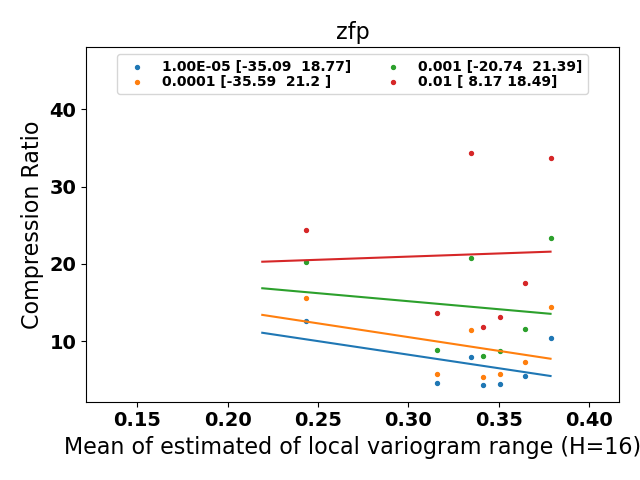 zfp
1.00E-05 [-35.09  18.77]
0.0001 [-35.59  21.2 ]
0.001 [-20.74  21.39]
0.01 [ 8.17 18.49]
Compression Ratio
40
30
20
10
0.15 0.20 0.25 0.30 0.35 0.40
Mean of estimated of local variogram range (H=16)